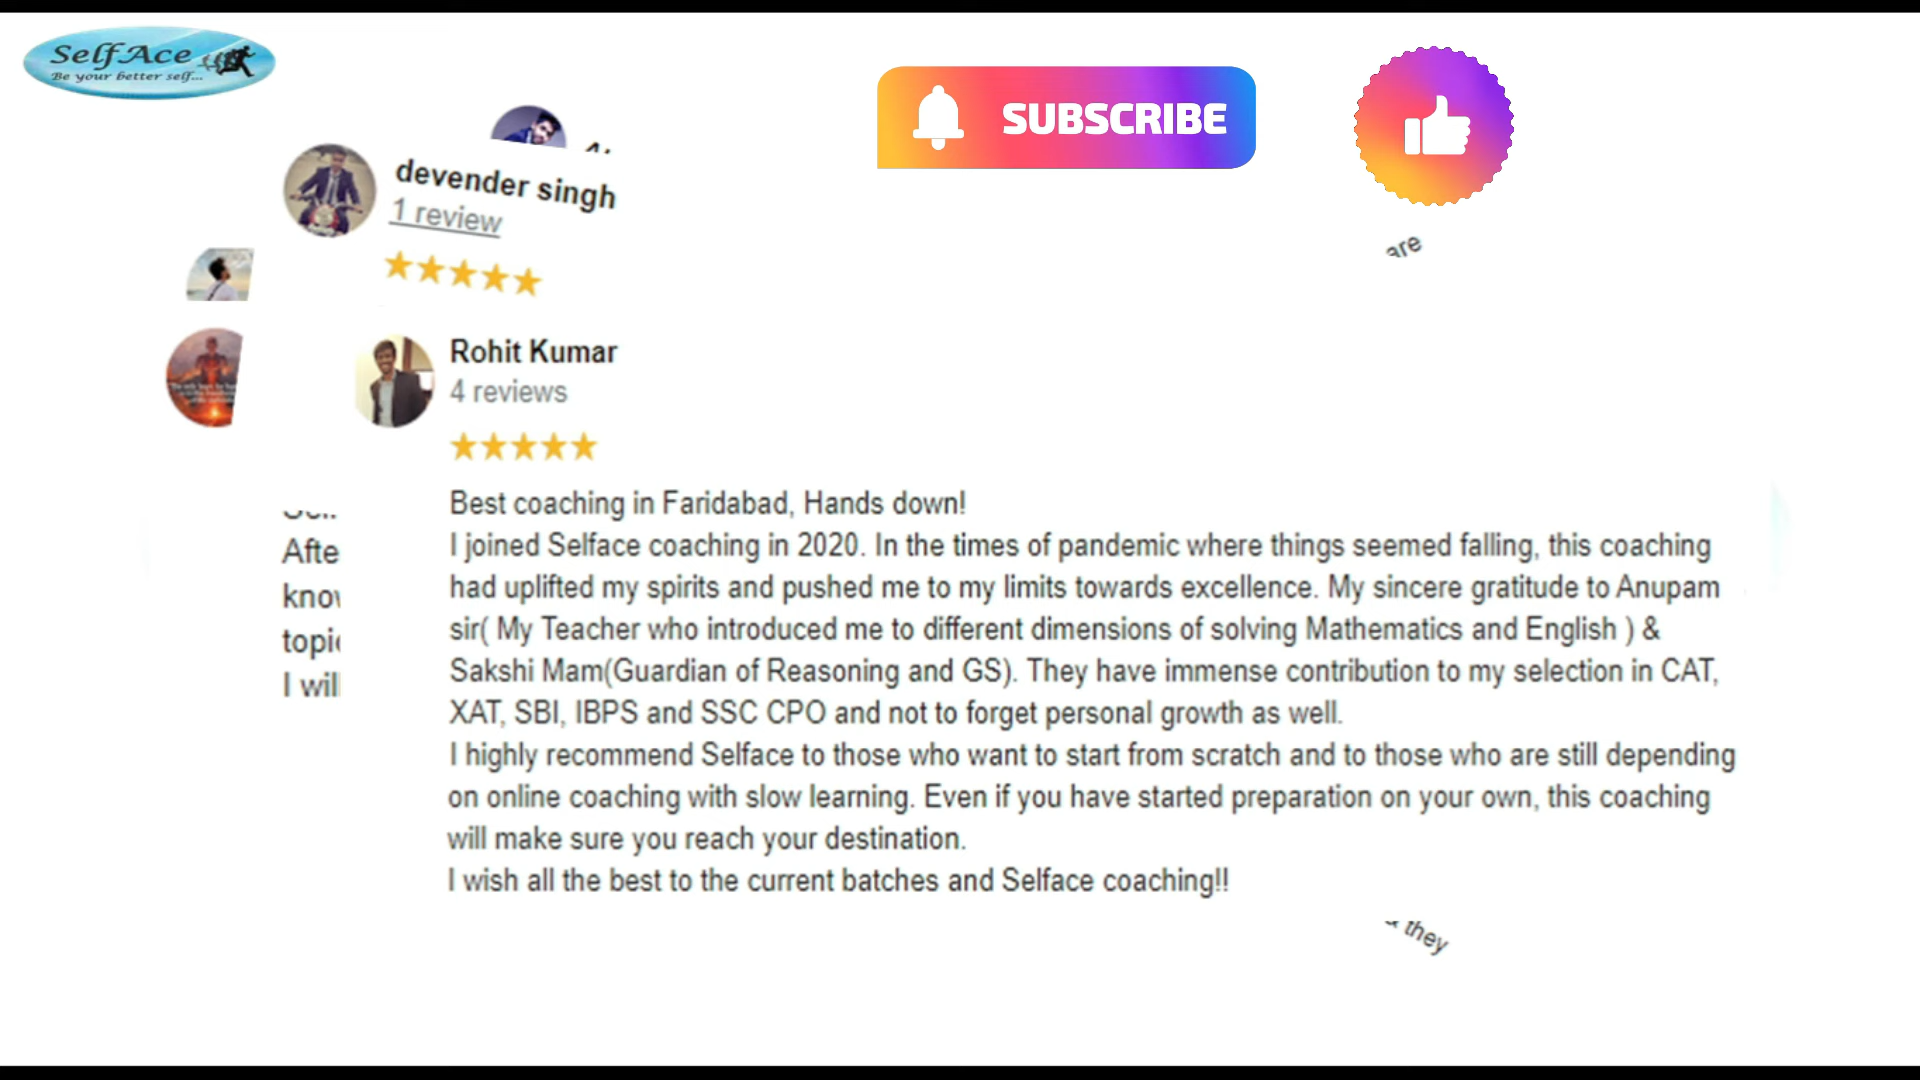 SelfAce
Be your better self...
SUBSCRIBE
devender singh
1 review
are
Rohit Kumar
4 reviews
Best coaching in Faridabad, Hands down!
I joined Selface coaching in 2020. In the times of pandemic where things seemed falling, this coaching
had uplifted my spirits and pushed me to my limits towards excellence. My sincere gratitude to Anupam
sir( My Teacher who introduced me to different dimensions of solving Mathematics and English ) &
Sakshi Mam(Guardian of Reasoning and GS). They have immense contribution to my selection in CAT,
XAT, SBI, IBPS and SSC CPO and not to forget personal growth as well.
I highly recommend Selface to those who want to start from scratch and to those who are still depending
on online coaching with slow learning. Even if you have started preparation on your own, this coaching
will make sure you reach your destination.
I wish all the best to the current batches and Selface coaching!!
Afte
know
topic
I will
they